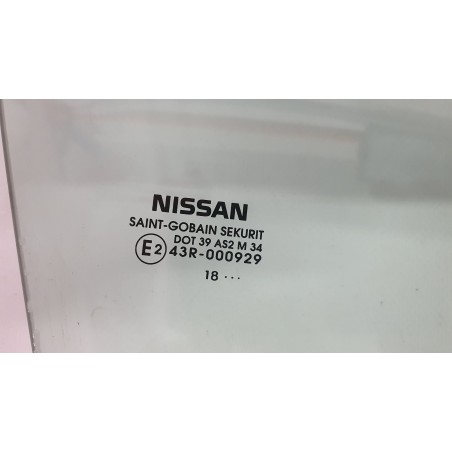 NISSAN
SAINT-GOBAIN SEKURIT
DOT 39 AS2 M 34
E2 43R-000929
18 ...